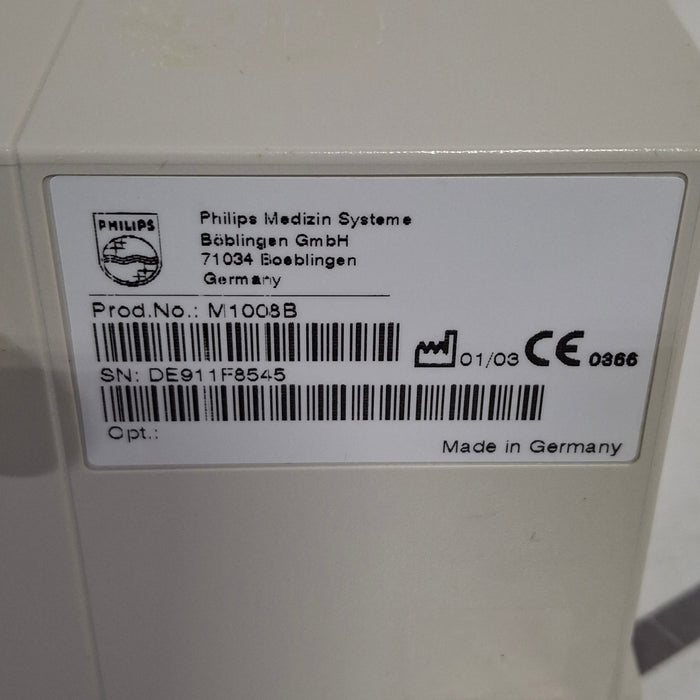 PHILIPS
Philips Medizin Systeme
Böblingen GmbH
71034 Boeblingen
Germany
Prod.No.: M1008B
01/03 CE 0366
SN: DE911F8545
Opt.:
Made in Germany